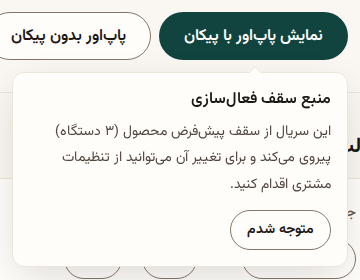 نمایش پاپ‌اور با پیکان
پاپ‌اور بدون پیکان
منبع سقف فعال‌سازی
این سریال از سقف پیش‌فرض محصول (۳ دستگاه)
پیروی می‌کند و برای تغییر آن می‌توانید از تنظیمات
مشتری اقدام کنید.
متوجه شدم